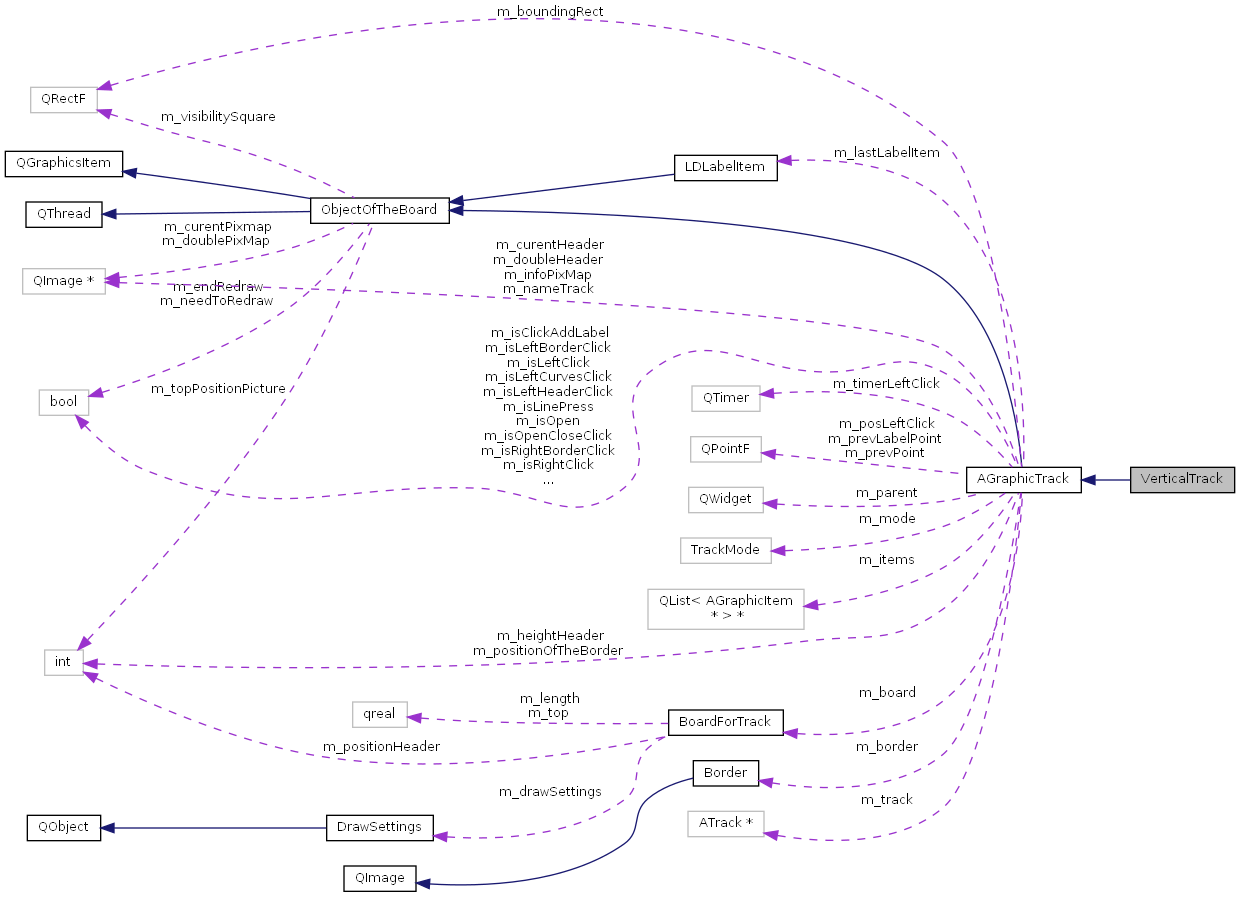 m_boundingRect
QRectF
m_visibilitySquare
m_lastLabelItem
QGraphicsItem
LDLabelItem
QThread
ObjectOfTheBoard
m_curentPixmap
m_doublePixMap
m_curentHeader
m_doubleHeader
m_infoPixMap
m_nameTrack
QImage *
m_endRedraw
m_needToRedraw
m_isClickAddLabel
m_isLeftBorderClick
m_isLeftClick
m_isLeftCurvesClick
m_isLeftHeaderClick
m_isLinePress
m_isOpen
m_isOpenCloseClick
m_isRightBorderClick
m_isRightClick
...
bool
m_topPositionPicture
QTimer
m_timerLeftClick
QPointF
m_posLeftClick
m_prevLabelPoint
m_prevPoint
AGraphicTrack
VerticalTrack
QWidget
m_parent
TrackMode
m_mode
QList< AGraphicItem
* > *
m_items
int
m_heightHeader
m_positionOfTheBorder
qreal
m_length
m_top
BoardForTrack
m_board
m_positionHeader
Border
m_border
m_drawSettings
ATrack *
m_track
QObject
DrawSettings
QImage